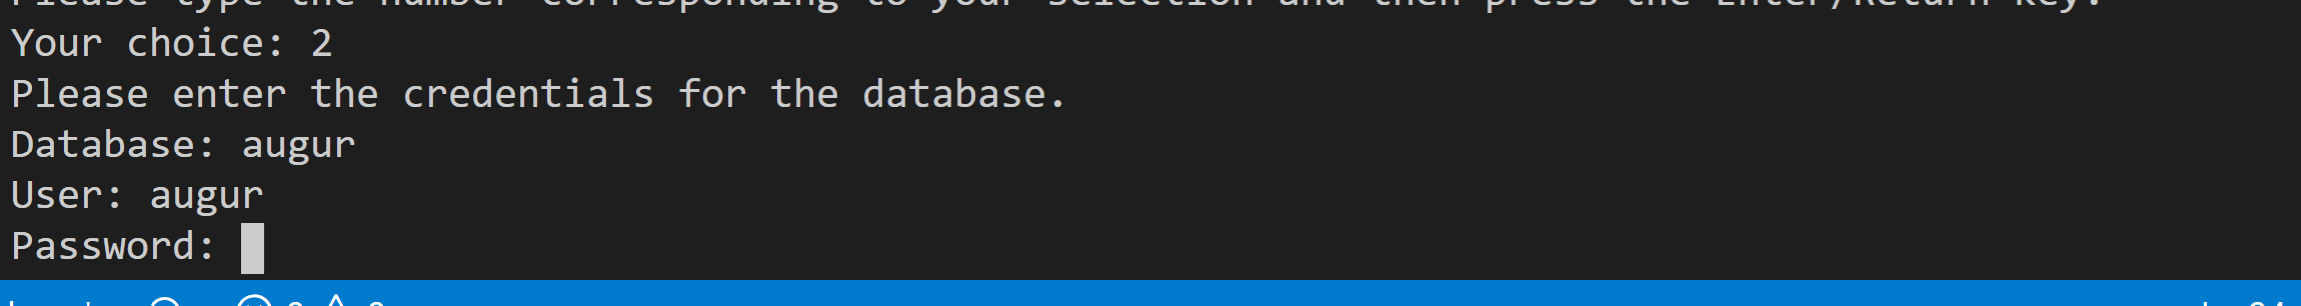 Please type the number corresponding to your selection and then press the Enter/Return key.
Your choice: 2
Please enter the credentials for the database.
Database: augur
User: augur
Password: